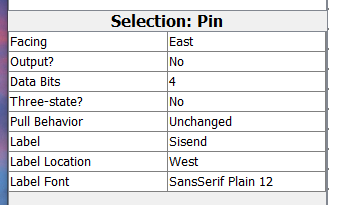 Selection: Pin
Facing East
Output? No
Data Bits 4
Three-state? No
Pull Behavior Unchanged
Label Sisend
Label Location West
Label Font SansSerif Plain 12